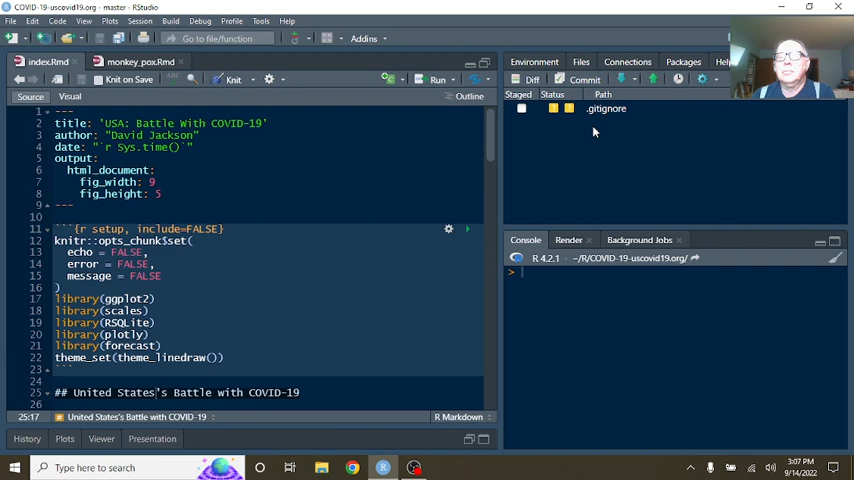 COVID-19-uscovid19.org - master - RStudio
File Edit Code View Plots Session Build Debug Profile Tools Help
Go to file/function Addins
index.Rmd monkey_pox.Rmd
Knit on Save ABC Knit Run
Source Visual Outline
1 ---
2 title: 'USA: Battle With COVID-19'
3 author: "David Jackson"
4 date: "`r Sys.time()`"
5 output:
6 html_document:
7 fig_width: 9
8 fig_height: 5
9 ---
10
11 ```{r setup, include=FALSE}
12 knitr::opts_chunk$set(
13 echo = FALSE,
14 error = FALSE,
15 message = FALSE
16 )
17 library(ggplot2)
18 library(scales)
19 library(RSQLite)
20 library(plotly)
21 library(forecast)
22 theme_set(theme_linedraw())
23 ```
24
25 ## United States's Battle with COVID-19
26
25:17 # United States's Battle with COVID-19 R Markdown
History Plots Viewer Presentation
Environment Files Connections Packages Help
Diff Commit
Staged Status Path
? ? .gitignore
Console Render Background Jobs
R 4.2.1 · ~/R/COVID-19-uscovid19.org/
>
Type here to search
R
3:07 PM
9/14/2022